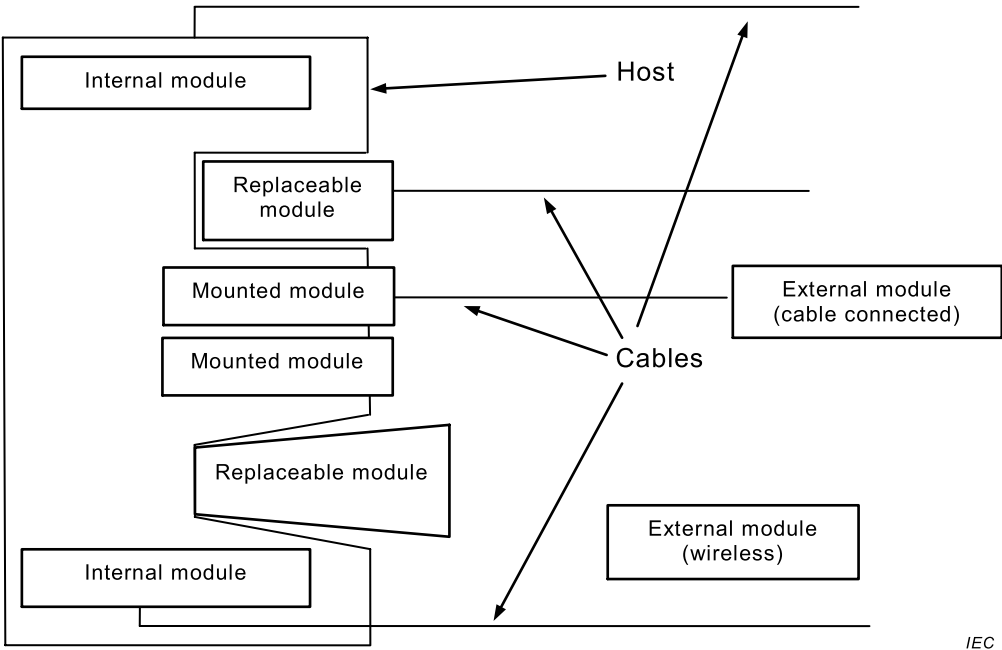 Internal module
Host
Replaceable
module
Mounted module
External module
(cable connected)
Mounted module
Cables
Replaceable module
External module
(wireless)
Internal module
IEC